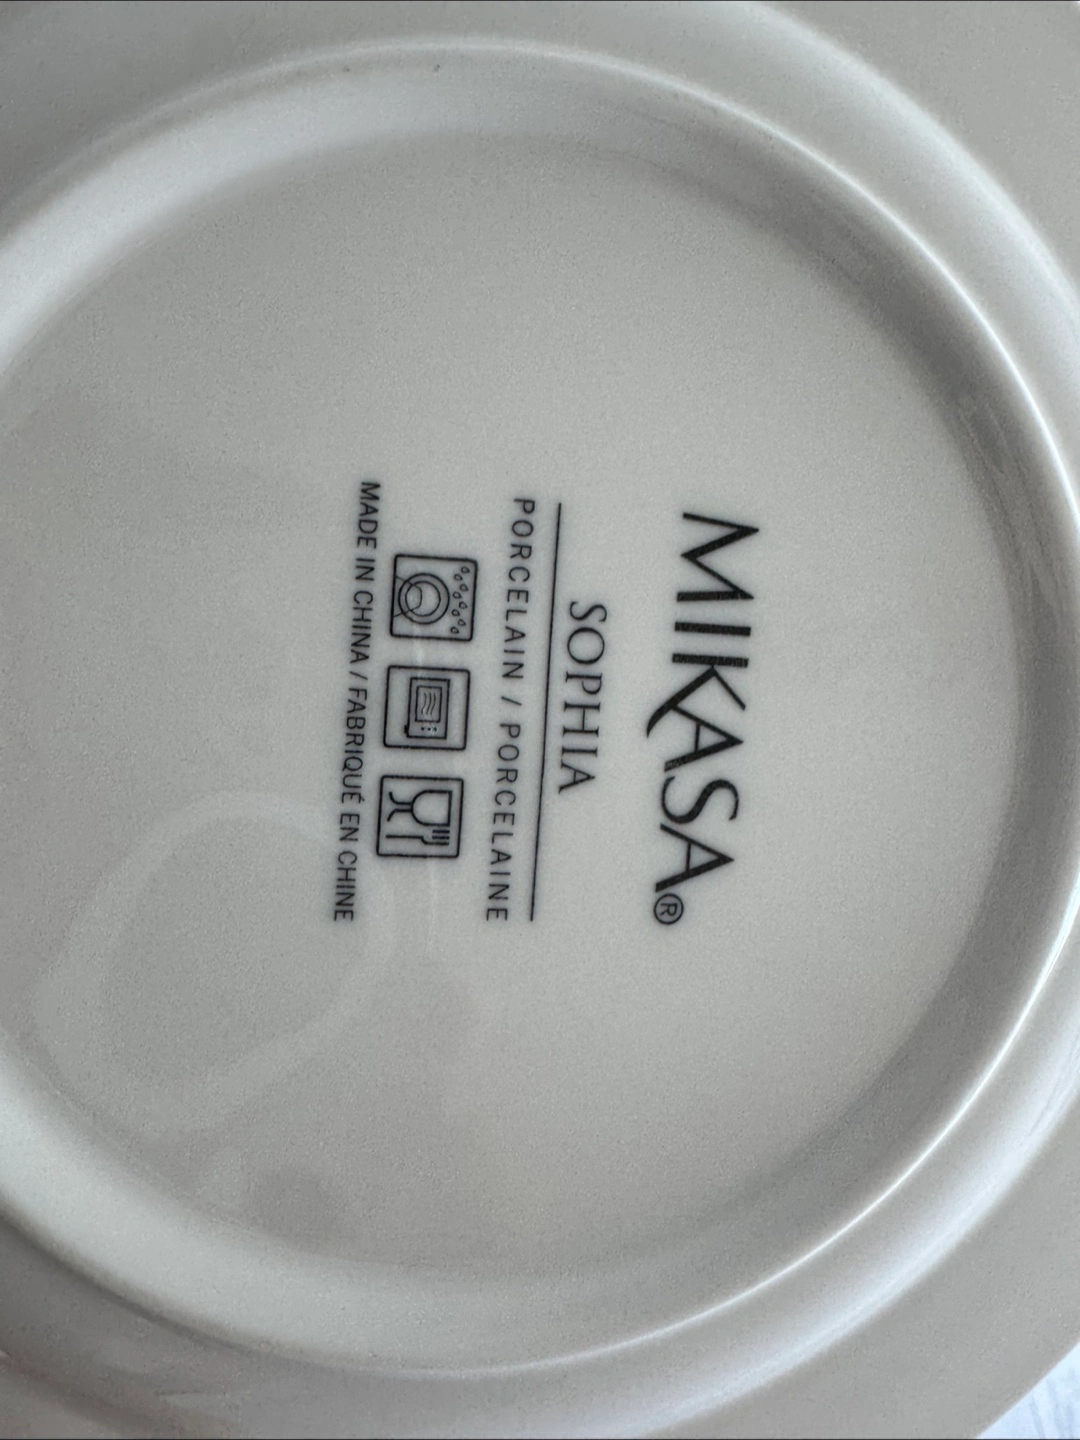 MIKASA®
SOPHIA
PORCELAIN / PORCELAINE
MADE IN CHINA / FABRIQUÉ EN CHINE